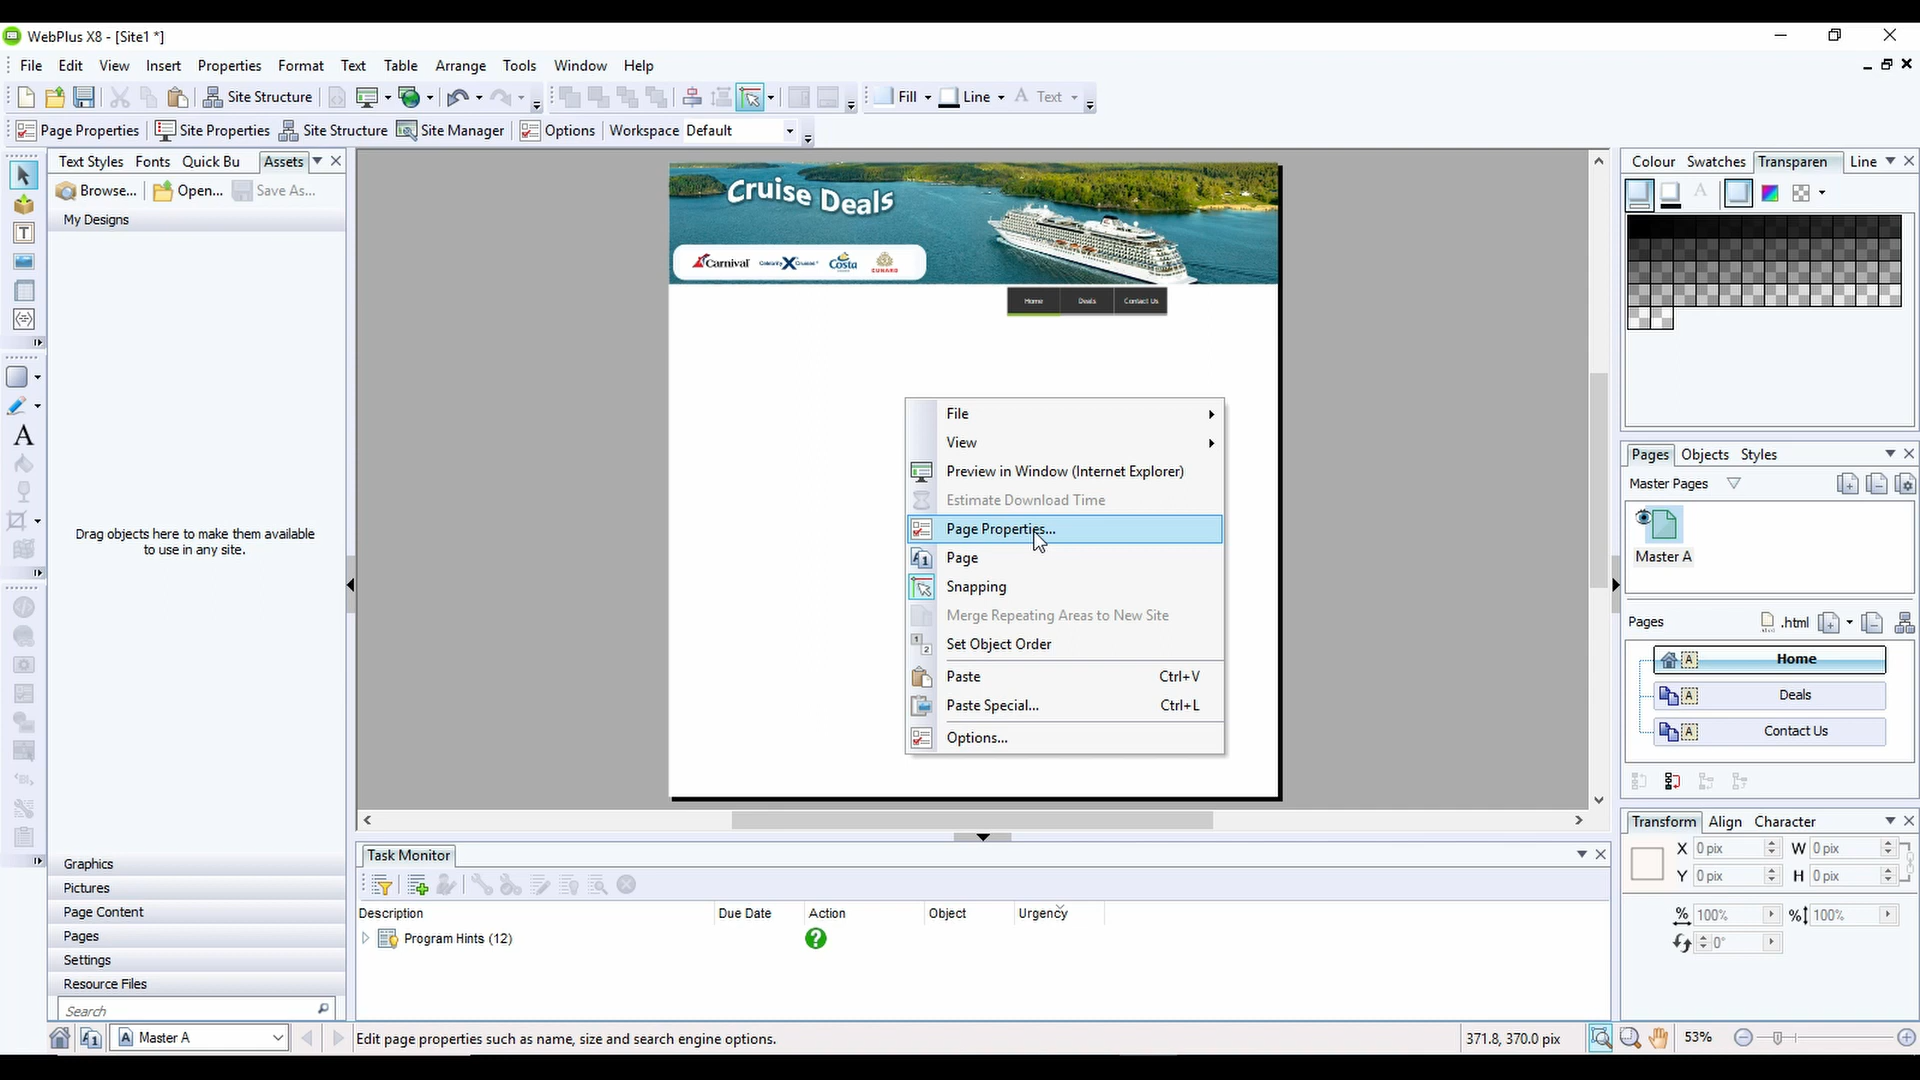 WebPlus X8 - [Site1 *]
File Edit View Insert Properties Format Text Table Arrange Tools Window Help
Site Structure Fill Line A Text
Page Properties Site Properties Site Structure Site Manager Options Workspace Default
Text Styles Fonts Quick Bu Assets
Browse... Open... Save As...
My Designs
Drag objects here to make them available
to use in any site.
Graphics
Pictures
Page Content
Pages
Settings
Resource Files
Search
Cruise Deals
Carnival Celebrity X Cruises Costa CUNARD
Home Deals Contact Us
File
View
Preview in Window (Internet Explorer)
Estimate Download Time
Page Properties...
Page
Snapping
Merge Repeating Areas to New Site
Set Object Order
Paste Ctrl+V
Paste Special... Ctrl+L
Options...
Task Monitor
Description Due Date Action Object Urgency
Program Hints (12)
Colour Swatches Transparen Line
Pages Objects Styles
Master Pages
Master A
Pages .html
A Home
A Deals
A Contact Us
Transform Align Character
X 0 pix W 0 pix
Y 0 pix H 0 pix
% 100% % 100%
0°
A Master A Edit page properties such as name, size and search engine options. 371.8, 370.0 pix 53%